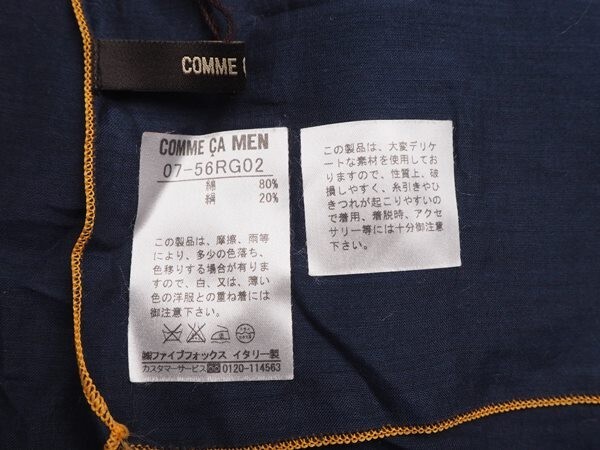 COMME Ç
COMME ÇA MEN
07-56RG02
綿 80%
絹 20%
この製品は、摩擦、雨等
により、多少の色落ち、
色移りする場合が有りま
すので、白、又は、薄い
色の洋服との重ね着には
御注意下さい。
㈱ファイブフォックス イタリー製
カスタマーサービス 0120-114563
この製品は、大変デリケ
ートな素材を使用してお
りますので、性質上、破
損しやすく、糸引きやひ
きつれが起こりやすいの
で着用、着脱時、アクセ
サリー等には十分御注意
下さい。